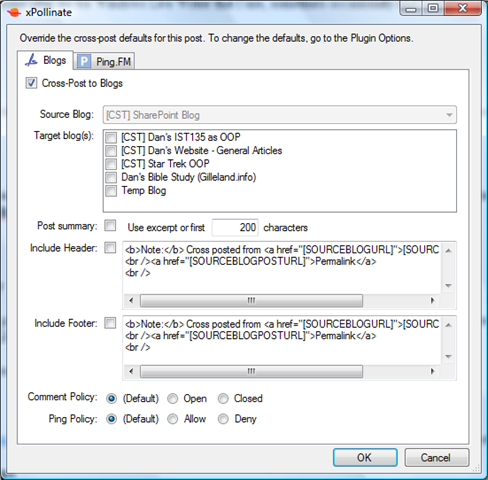 xPollinate
Override the cross-post defaults for this post. To change the defaults, go to the Plugin Options.
Blogs
P Ping.FM
Cross-Post to Blogs
Source Blog: [CST] SharePoint Blog
Target blog(s): [CST] Dan's IST135 as OOP
[CST] Dan's Website - General Articles
[CST] Star Trek OOP
Dan's Bible Study (Gilleland.info)
Temp Blog
Post summary: Use excerpt or first 200 characters
Include Header: <b>Note:</b> Cross posted from <a href="[SOURCEBLOGURL]">[SOURC
<br /><a href="[SOURCEBLOGPOSTURL]">Permalink</a>
<br />
Include Footer: <b>Note:</b> Cross posted from <a href="[SOURCEBLOGURL]">[SOURC
<br /><a href="[SOURCEBLOGPOSTURL]">Permalink</a>
<br />
Comment Policy: (Default) Open Closed
Ping Policy: (Default) Allow Deny
OK Cancel